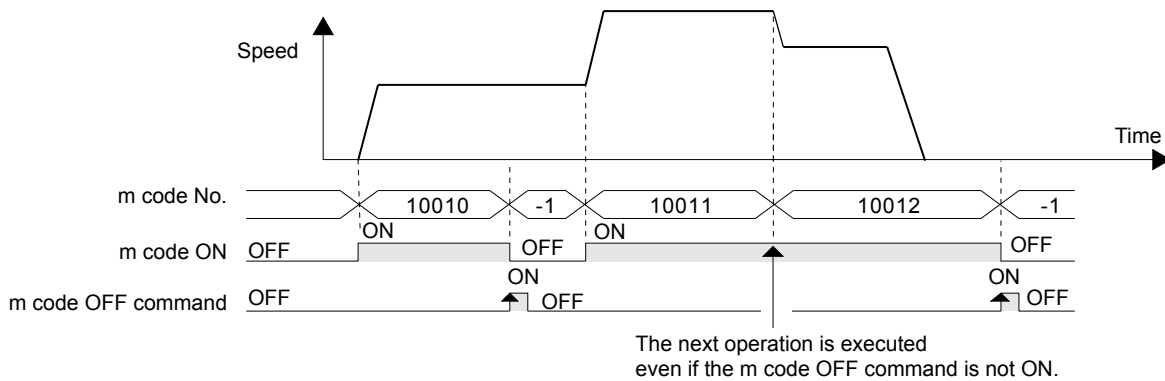 Speed
Time
m code No.
10010
-1
10011
10012
-1
ON
ON
m code ON
OFF
OFF
OFF
ON
ON
m code OFF command
OFF
OFF
OFF
The next operation is executed
even if the m code OFF command is not ON.